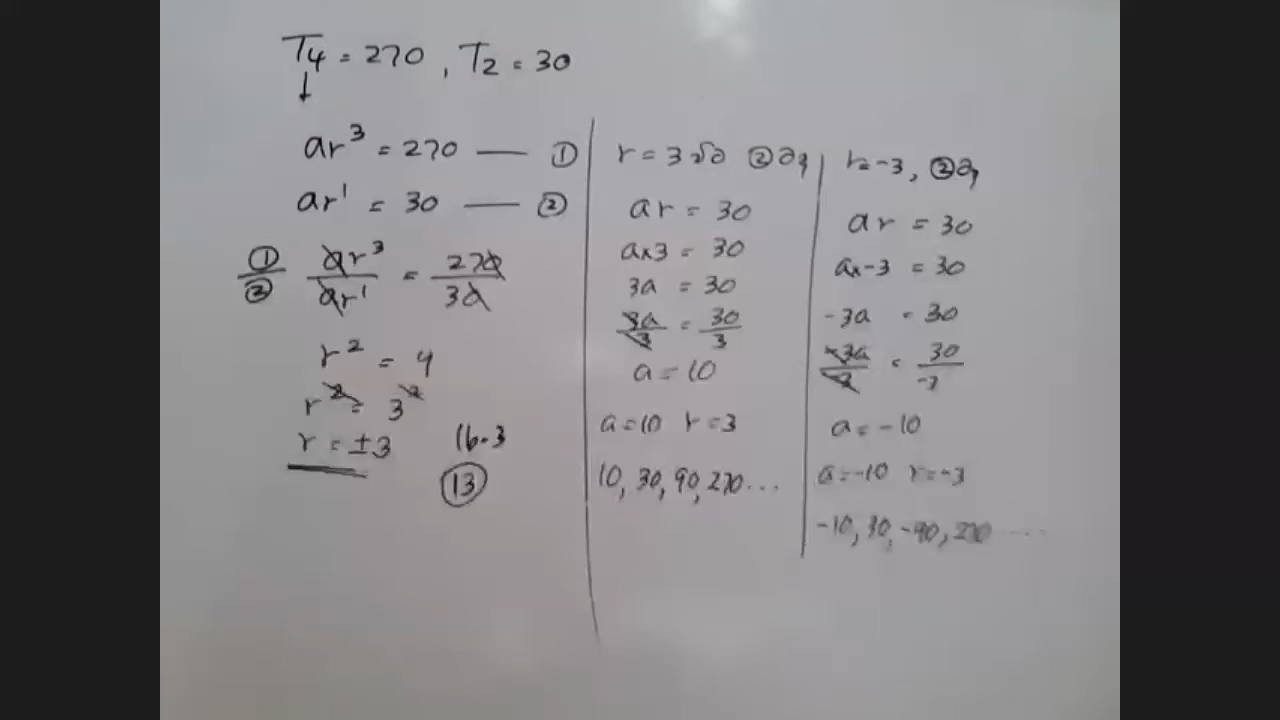 T4 = 270 , T2 = 30
↓
ar³ = 270 —— ①
ar¹ = 30 —— ②
①/② ar³/ar¹ = 270/30
r² = 9
r² = 3²
r = ±3
16.3
⑬
r = 3 ②
ar = 30
a×3 = 30
3a = 30
3a/3 = 30/3
a = 10
a = 10 r = 3
10, 30, 90, 270 ...
r = -3, ②
ar = 30
a×-3 = 30
-3a = 30
-3a/-3 = 30/-3
a = -10
a = -10 r = -3
-10, 30, -90, 270 ....